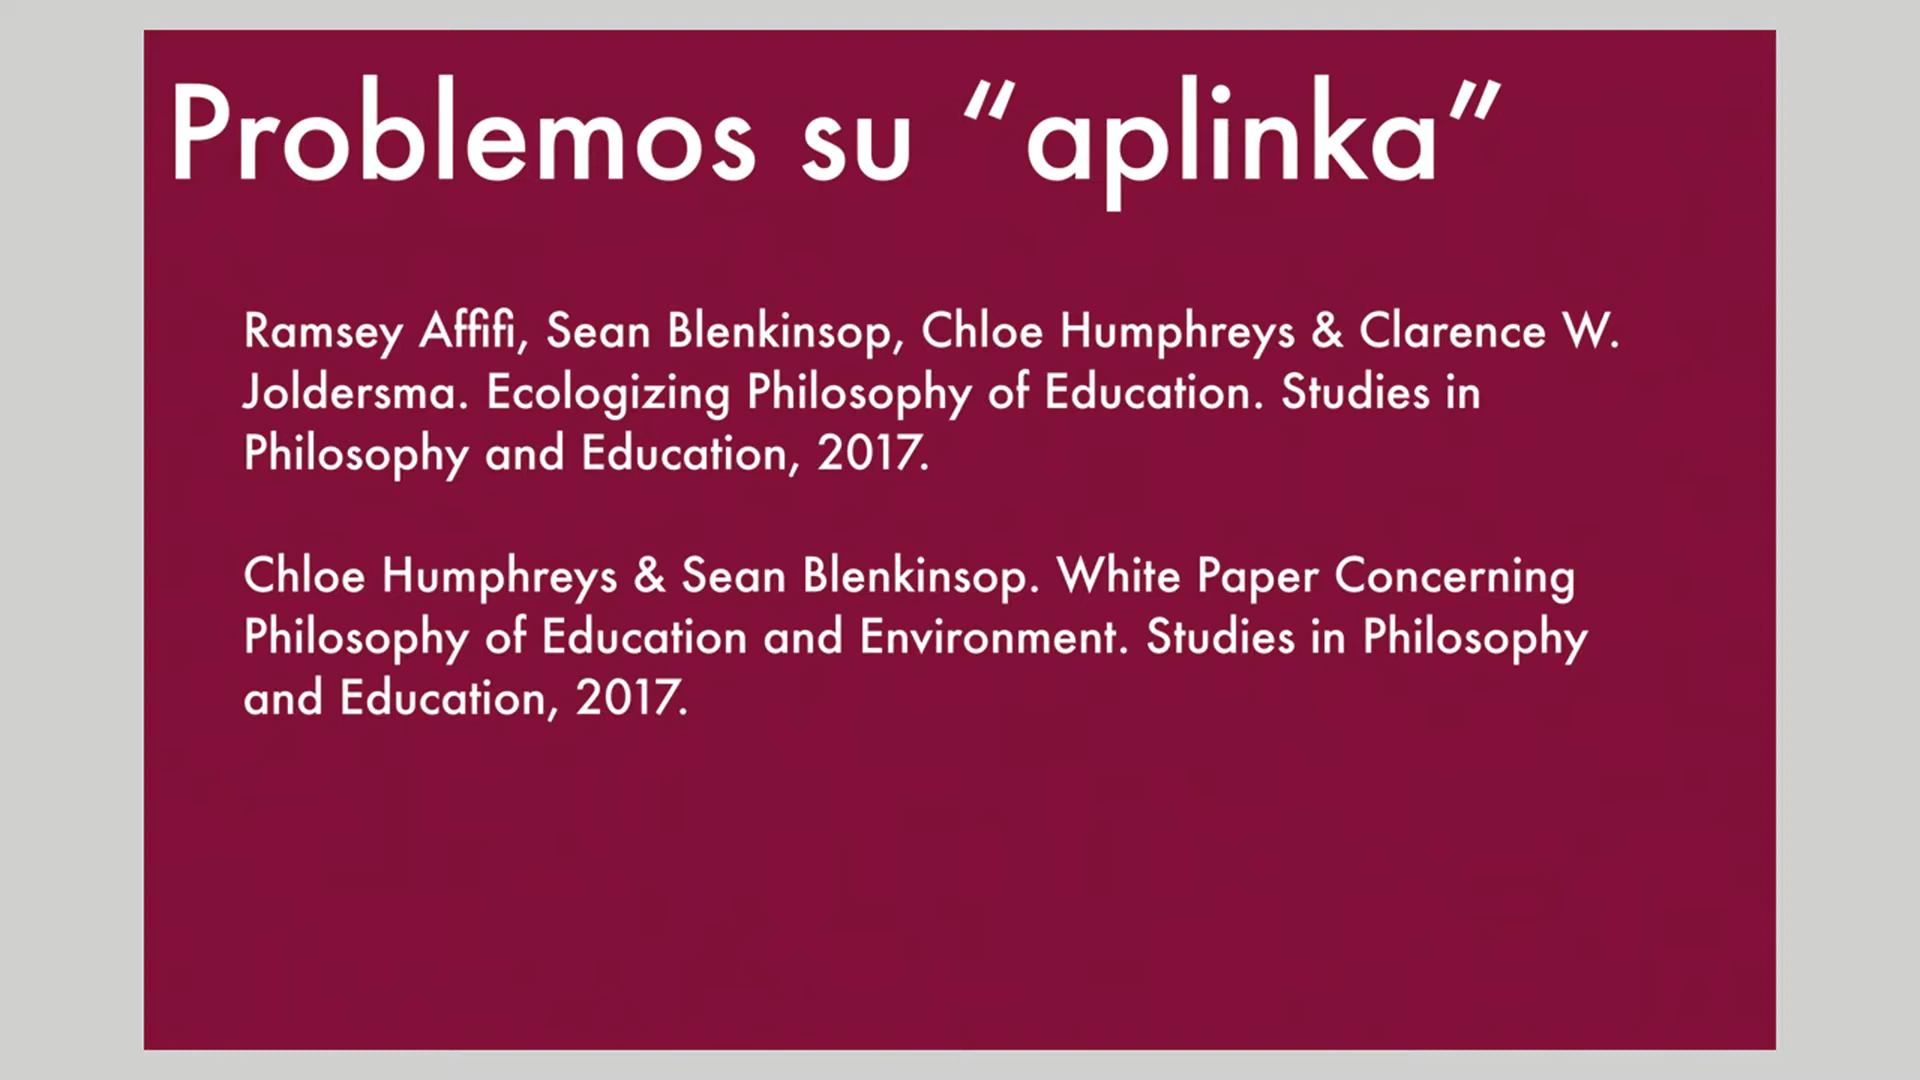 Problemos su “aplinka”
Ramsey Affifi, Sean Blenkinsop, Chloe Humphreys & Clarence W.
Joldersma. Ecologizing Philosophy of Education. Studies in
Philosophy and Education, 2017.
Chloe Humphreys & Sean Blenkinsop. White Paper Concerning
Philosophy of Education and Environment. Studies in Philosophy
and Education, 2017.